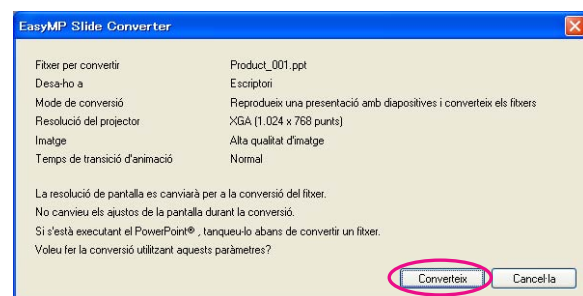 EasyMP Slide Converter
Fitxer per convertir Product_001.ppt
Desa-ho a Escriptori
Mode de conversió Reprodueix una presentació amb diapositives i converteix els fitxers
Resolució del projector XGA (1.024 x 768 punts)
Imatge Alta qualitat d'imatge
Temps de transició d'animació Normal
La resolució de pantalla es canviarà per a la conversió del fitxer.
No canvieu els ajustos de la pantalla durant la conversió.
Si s'està executant el PowerPoint® , tanqueu-lo abans de convertir un fitxer.
Voleu fer la conversió utilitzant aquests paràmetres?
Converteix Cancel·la